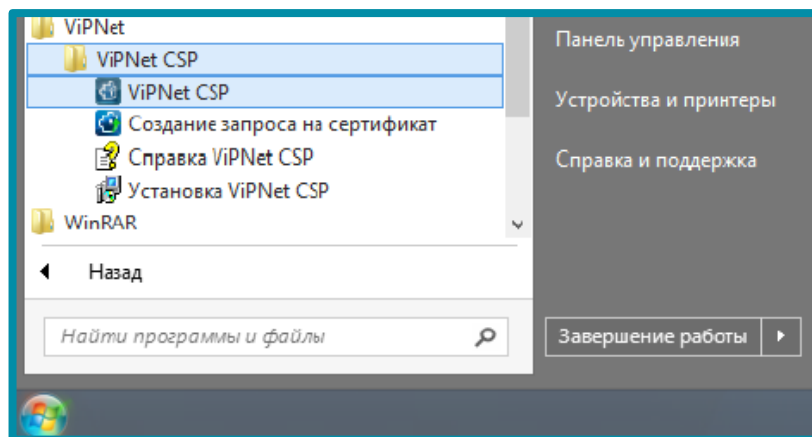 ViPNet
ViPNet CSP
ViPNet CSP
Создание запроса на сертификат
Справка ViPNet CSP
Установка ViPNet CSP
WinRAR
Назад
Найти программы и файлы
Панель управления
Устройства и принтеры
Справка и поддержка
Завершение работы